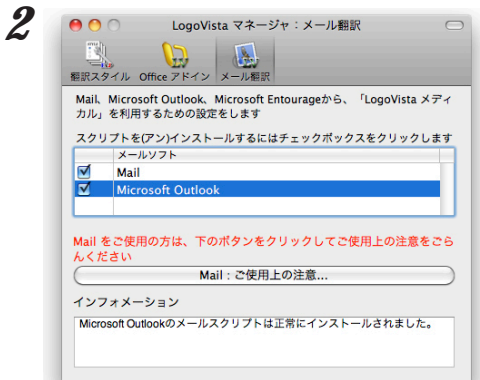 2
LogoVista マネージャ：メール翻訳
翻訳スタイル Office アドイン メール翻訳
Mail、Microsoft Outlook、Microsoft Entourageから、「LogoVista メディ
カル」を利用するための設定をします
スクリプトを(アン)インストールするにはチェックボックスをクリックします
メールソフト
Mail
Microsoft Outlook
Mail をご使用の方は、下のボタンをクリックしてご使用上の注意をごら
んください
Mail：ご使用上の注意...
インフォメーション
Microsoft Outlookのメールスクリプトは正常にインストールされました。